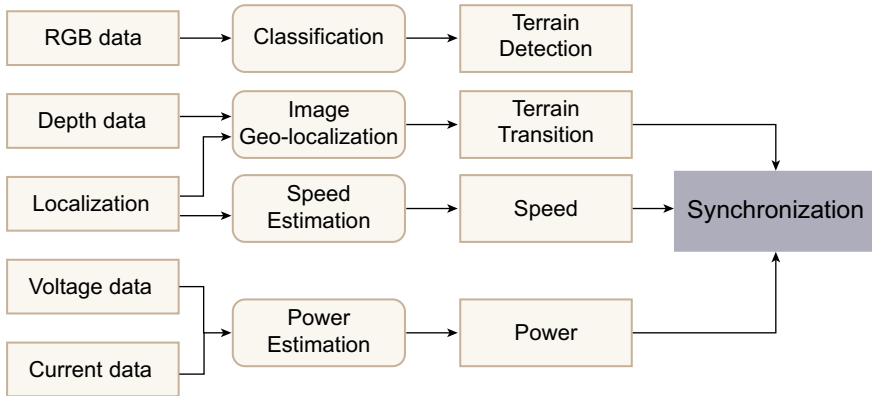 RGB data
Classification
Terrain
Detection
Depth data
Image
Geo-localization
Terrain
Transition
Localization
Speed
Estimation
Speed
Synchronization
Voltage data
Power
Estimation
Power
Current data